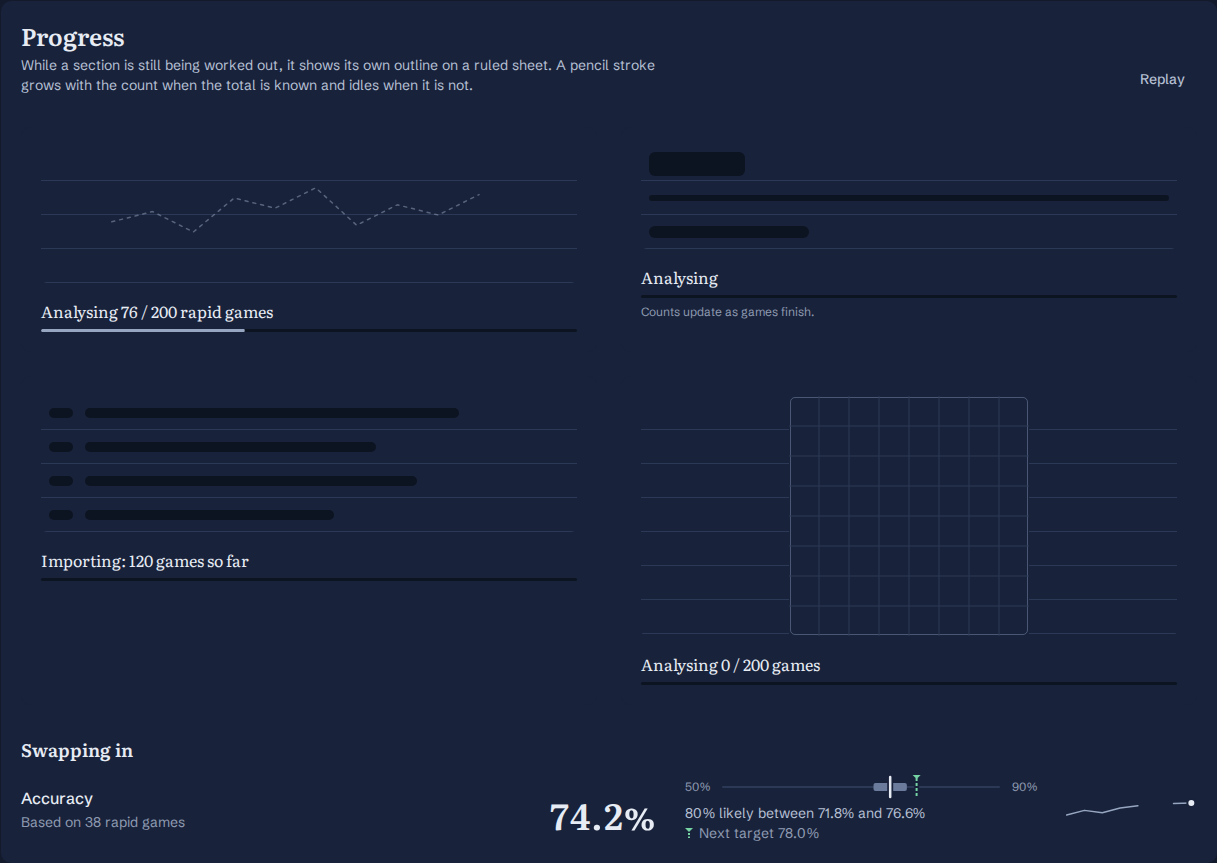 Progress
While a section is still being worked out, it shows its own outline on a ruled sheet. A pencil stroke
grows with the count when the total is known and idles when it is not.
Replay
Analysing 76 / 200 rapid games
Analysing
Counts update as games finish.
Importing: 120 games so far
Analysing 0 / 200 games
Swapping in
Accuracy
Based on 38 rapid games
74.2%
50%
90%
80% likely between 71.8% and 76.6%
Next target 78.0%